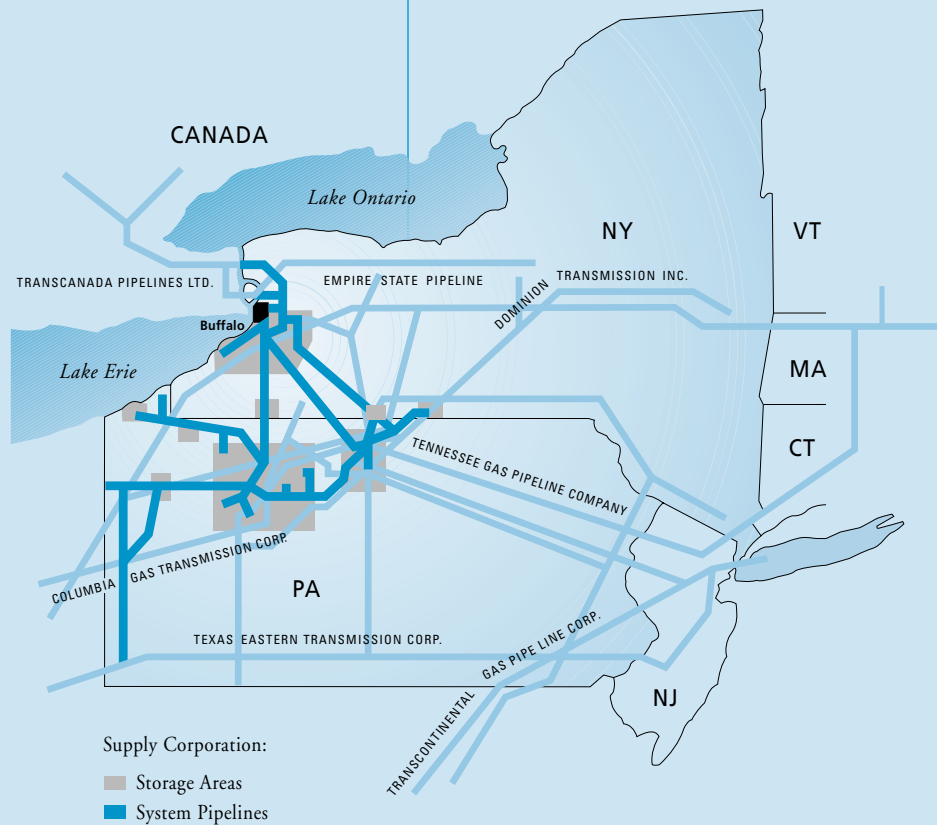 CANADA
Lake Ontario
NY
VT
TRANSCANADA PIPELINES LTD.
EMPIRE STATE PIPELINE
DOMINION TRANSMISSION INC.
Buffalo
Lake Erie
MA
CT
TENNESSEE GAS PIPELINE COMPANY
COLUMBIA GAS TRANSMISSION CORP.
PA
TEXAS EASTERN TRANSMISSION CORP.
TRANSCONTINENTAL GAS PIPE LINE CORP.
NJ
Supply Corporation:
Storage Areas
System Pipelines